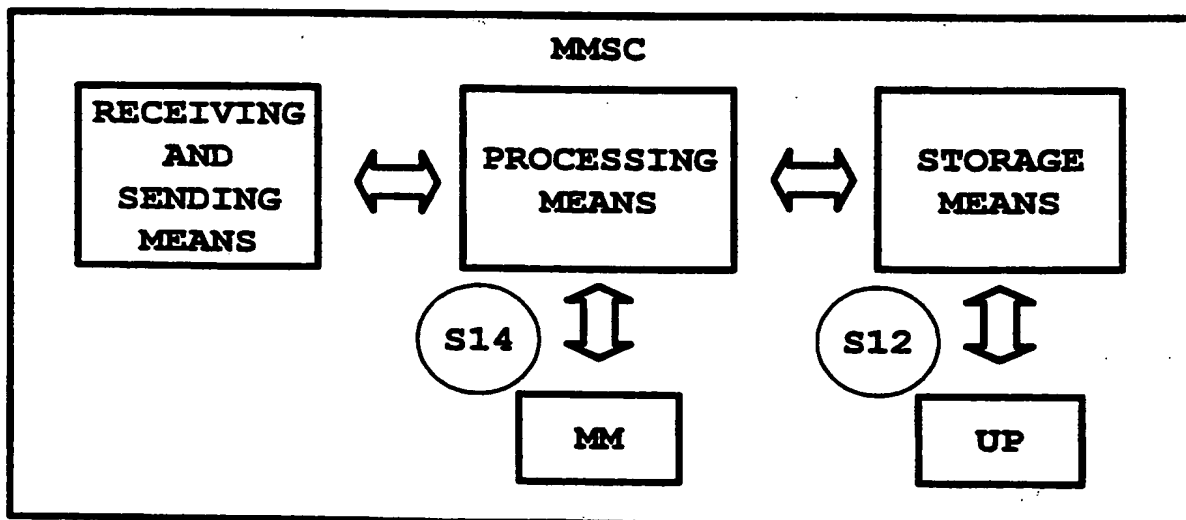 MMSC
RECEIVING
AND
SENDING
MEANS
PROCESSING
MEANS
STORAGE
MEANS
S14
S12
MM
UP